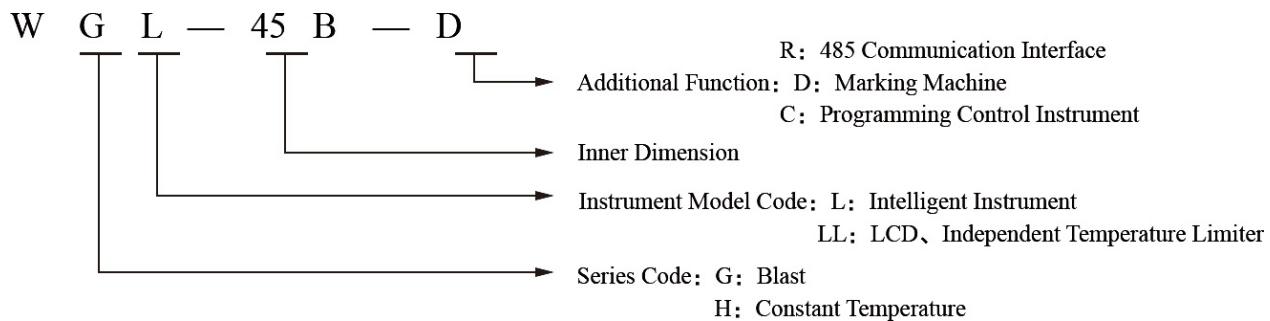 W G L — 45 B — D
R：485 Communication Interface
Additional Function：D：Marking Machine
C：Programming Control Instrument
Inner Dimension
Instrument Model Code：L：Intelligent Instrument
LL：LCD、Independent Temperature Limiter
Series Code：G：Blast
H：Constant Temperature